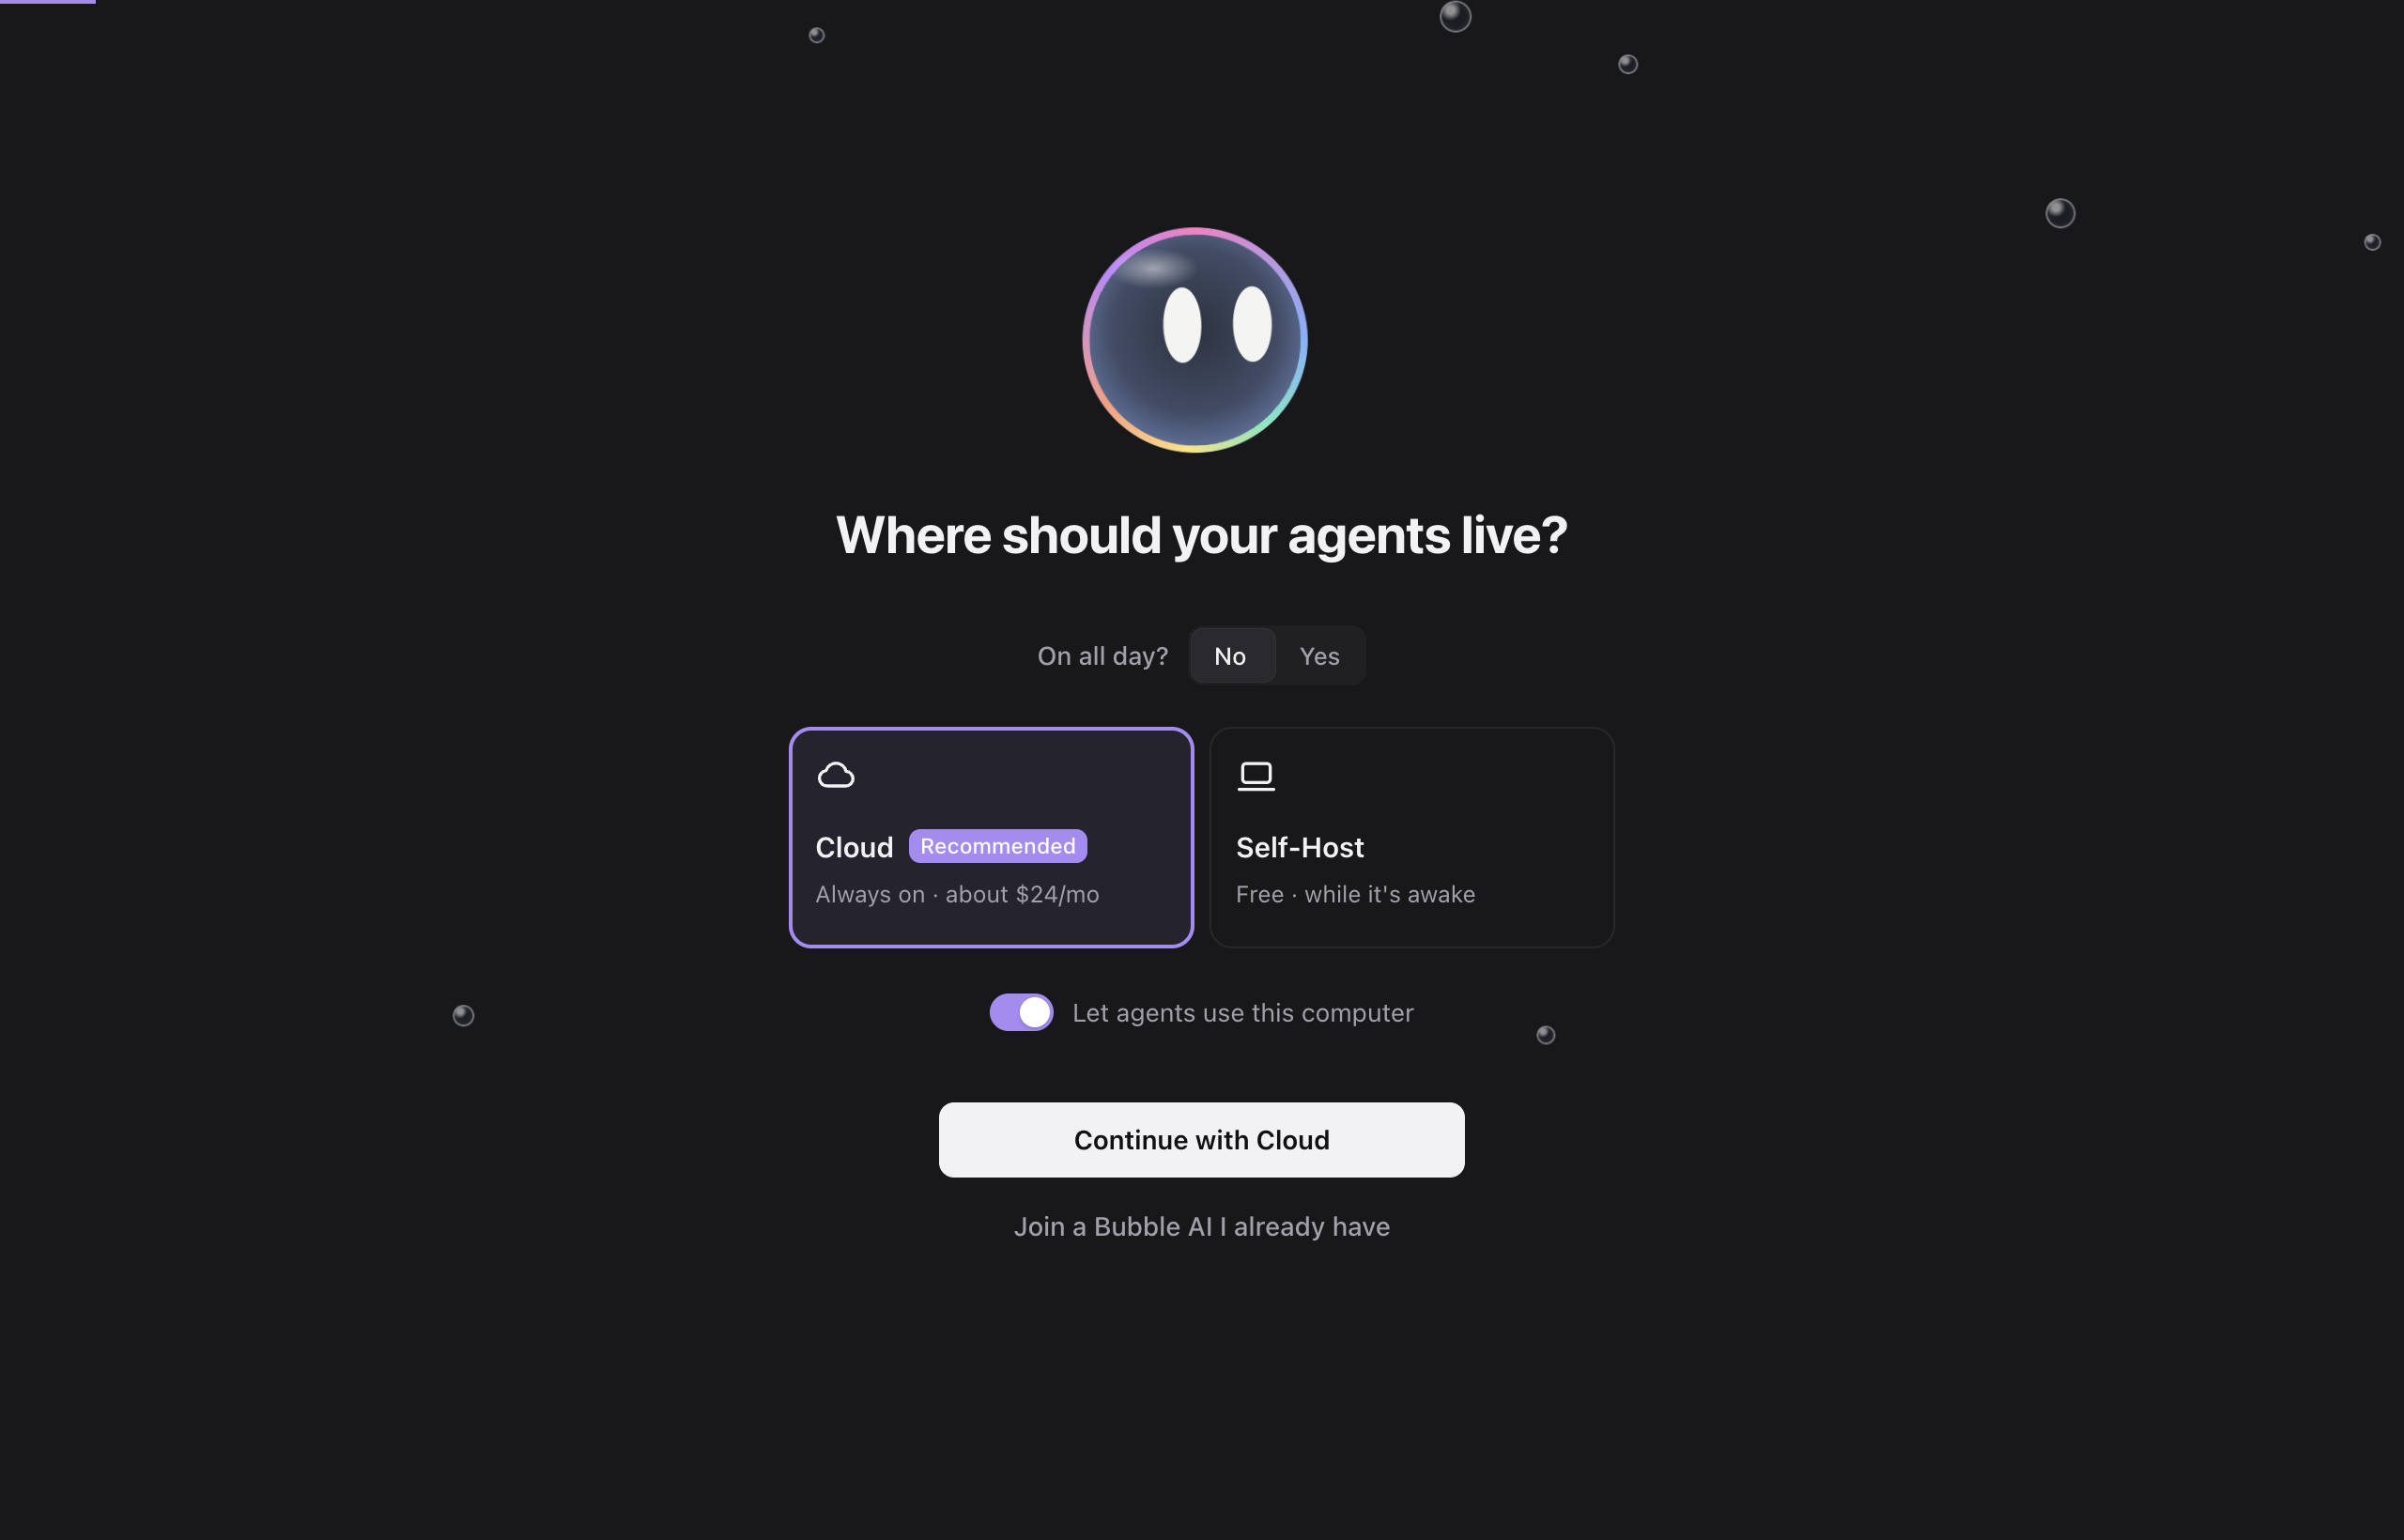 Where should your agents live?
On all day? No Yes
Cloud Recommended
Always on · about $24/mo
Self-Host
Free · while it's awake
Let agents use this computer
Continue with Cloud
Join a Bubble AI I already have